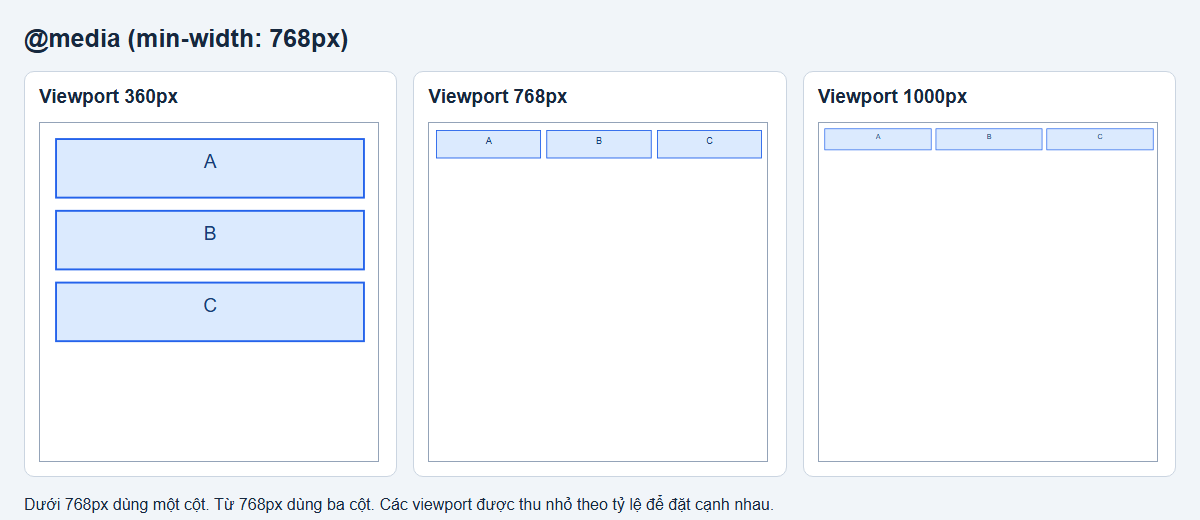 @media (min-width: 768px)
Viewport 360px
A
B
C
Viewport 768px
A
B
C
Viewport 1000px
A
B
C
Dưới 768px dùng một cột. Từ 768px dùng ba cột. Các viewport được thu nhỏ theo tỷ lệ để đặt cạnh nhau.